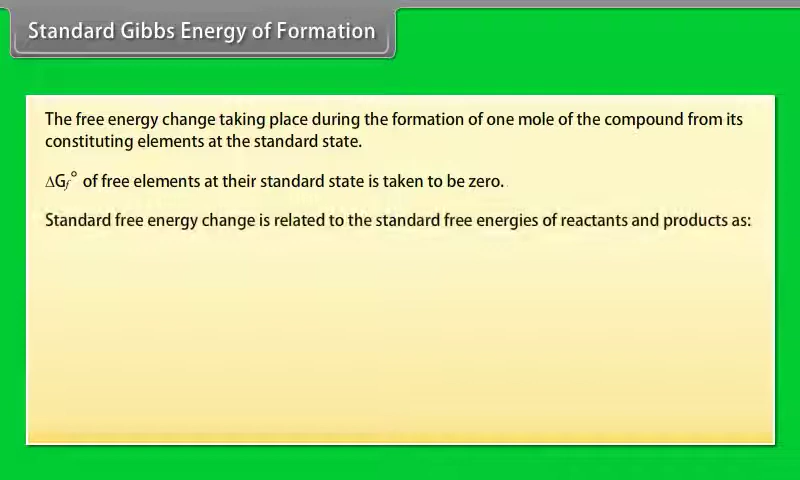 Standard Gibbs Energy of Formation
The free energy change taking place during the formation of one mole of the compound from its
constituting elements at the standard state.
ΔGf° of free elements at their standard state is taken to be zero.
Standard free energy change is related to the standard free energies of reactants and products as: